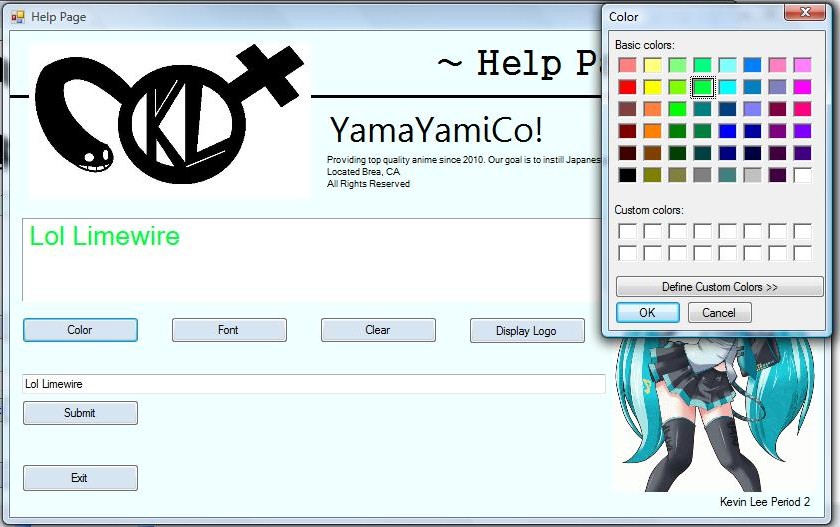 Help Page
Color
Basic colors:
~ Help
KL
YamaYamiCo!
Providing top quality anime since 2010. Our goal is to instill Japanes
Located Brea, CA
All Rights Reserved
Custom colors:
Lol Limewire
Define Custom Colors >>
OK
Cancel
Color
Font
Clear
Display Logo
Lol Limewire
Submit
Exit
Kevin Lee Period 2